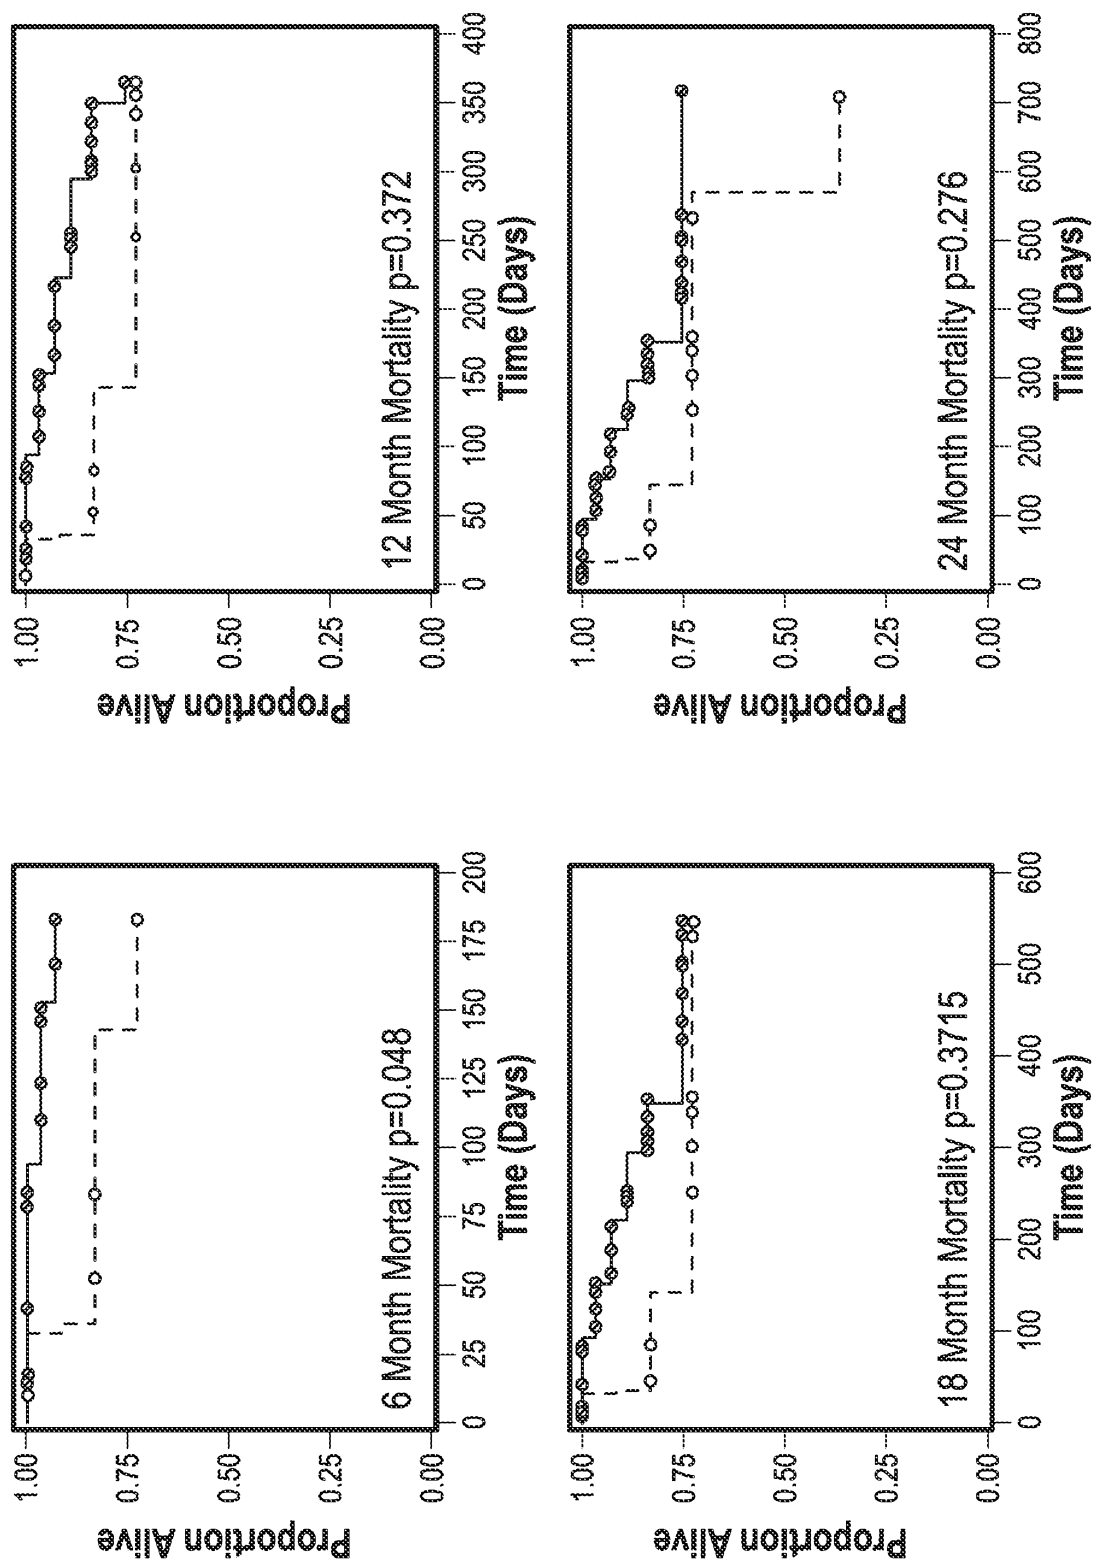 Proportion Alive
1.00
0.75
0.50
0.25
0.00
6 Month Mortality p=0.048
0 25 50 75 100 125 150 175 200
Time (Days)
Proportion Alive
1.00
0.75
0.50
0.25
0.00
12 Month Mortality p=0.372
0 50 100 150 200 250 300 350 400
Time (Days)
Proportion Alive
1.00
0.75
0.50
0.25
0.00
18 Month Mortality p=0.3715
0 100 200 300 400 500 600
Time (Days)
Proportion Alive
1.00
0.75
0.50
0.25
0.00
24 Month Mortality p=0.276
0 100 200 300 400 500 600 700 800
Time (Days)